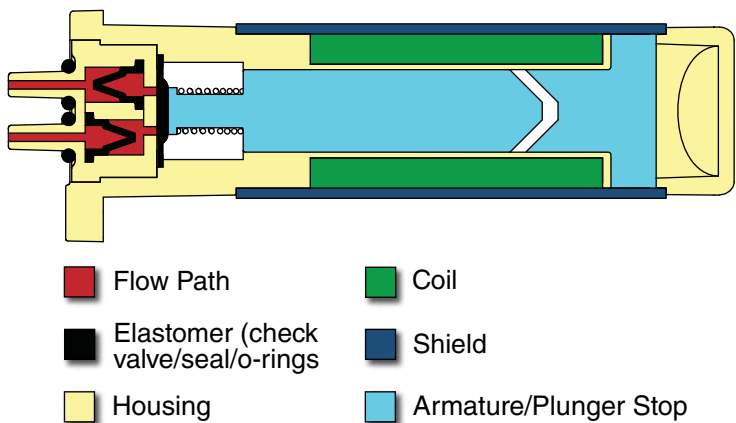 Flow Path
Elastomer (check
valve/seal/o-rings
Housing
Coil
Shield
Armature/Plunger Stop